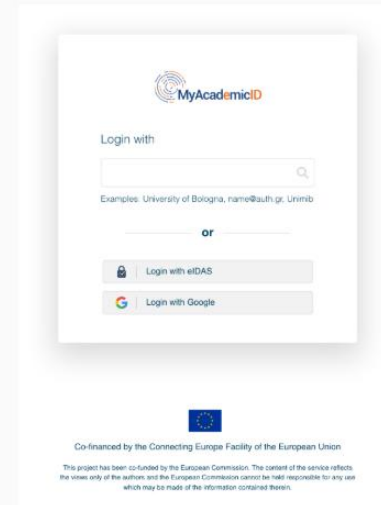 MyAcademicID
Login with
Examples: University of Bologna, name@auth.gr, Unimib
or
Login with eIDAS
Login with Google
Co-financed by the Connecting Europe Facility of the European Union
This project has been co-funded by the European Commission. The content of the service reflects
the views only of the authors and the European Commission cannot be held responsible for any use
which may be made of the information contained therein.